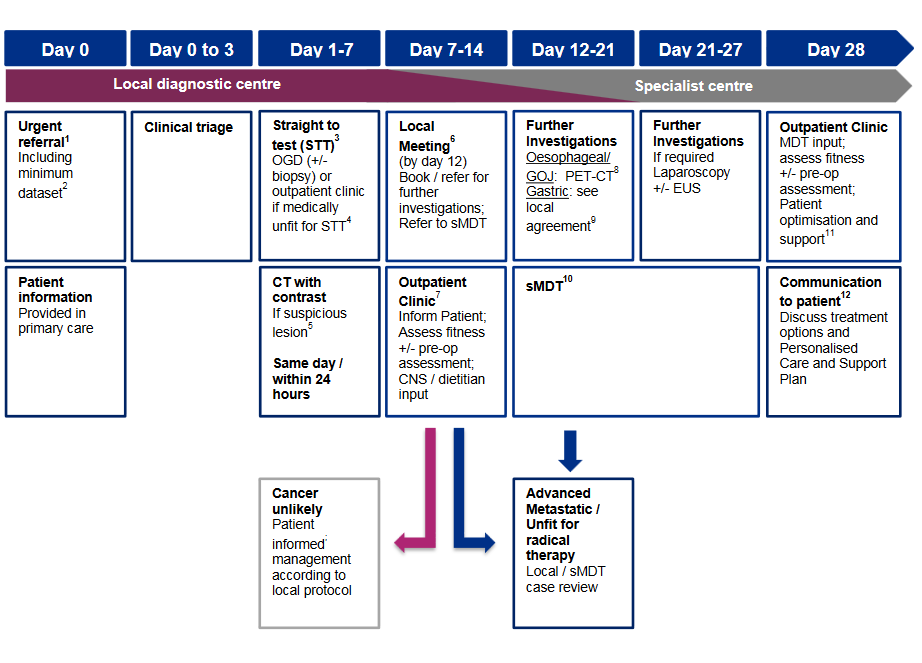 Day 0
Day 0 to 3
Day 1-7
Day 7-14
Day 12-21
Day 21-27
Day 28
Local diagnostic centre
Specialist centre
Urgent
referral1
Including
minimum
dataset2
Clinical triage
Straight to
test (STT)3
OGD (+/-
biopsy) or
outpatient clinic
if medically
unfit for STT4
Local
Meeting6
(by day 12)
Book / refer for
further
investigations;
Refer to sMDT
Further
Investigations
Oesophageal/
GOJ: PET-CT8
Gastric: see
local
agreement9
Further
Investigations
If required
Laparoscopy
+/- EUS
Outpatient Clinic
MDT input;
assess fitness
+/- pre-op
assessment;
Patient
optimisation and
support11
Patient
information
Provided in
primary care
CT with
contrast
If suspicious
lesion5
Same day /
within 24
hours
Outpatient
Clinic7
Inform Patient;
Assess fitness
+/- pre-op
assessment;
CNS / dietitian
input
sMDT10
Communication
to patient12
Discuss treatment
options and
Personalised
Care and Support
Plan
Cancer
unlikely
Patient
informed;
management
according to
local protocol
Advanced
Metastatic /
Unfit for
radical
therapy
Local / sMDT
case review